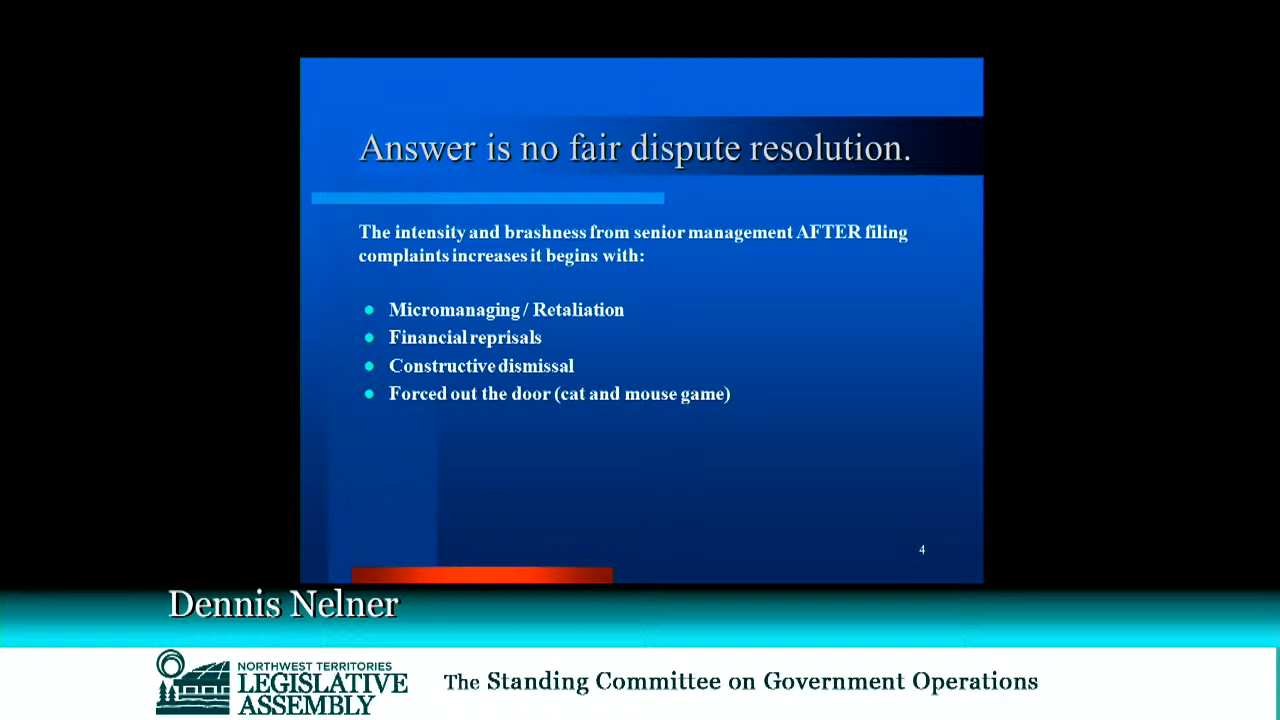 Answer is no fair dispute resolution.
The intensity and brashness from senior management AFTER filing
complaints increases it begins with:
Micromanaging / Retaliation
Financial reprisals
Constructive dismissal
Forced out the door (cat and mouse game)
4
Dennis Nelner
NORTHWEST TERRITORIES
LEGISLATIVE
ASSEMBLY
The Standing Committee on Government Operations